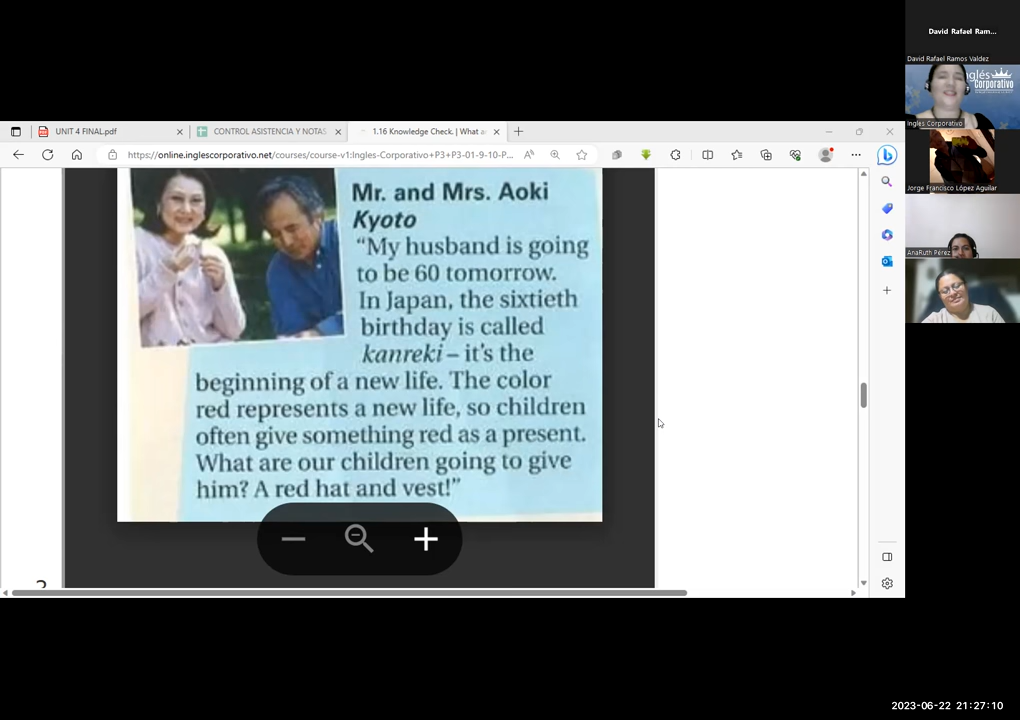 David Rafael Ram...
David Rafael Ramos Valdez
nglés
Corporativo
Inglés Corporativo
Jorge Francisco López Aguilar
AnaRuth Pérez
UNIT 4 FINAL.pdf
CONTROL ASISTENCIA Y NOTAS
1.16 Knowledge Check. | What a
https://online.inglescorporativo.net/courses/course-v1:Ingles-Corporativo+P3+P3-01-9-10-P...
Mr. and Mrs. Aoki
Kyoto
“My husband is going
to be 60 tomorrow.
In Japan, the sixtieth
birthday is called
kanreki – it's the
beginning of a new life. The color
red represents a new life, so children
often give something red as a present.
What are our children going to give
him? A red hat and vest!”
2023-06-22 21:27:10